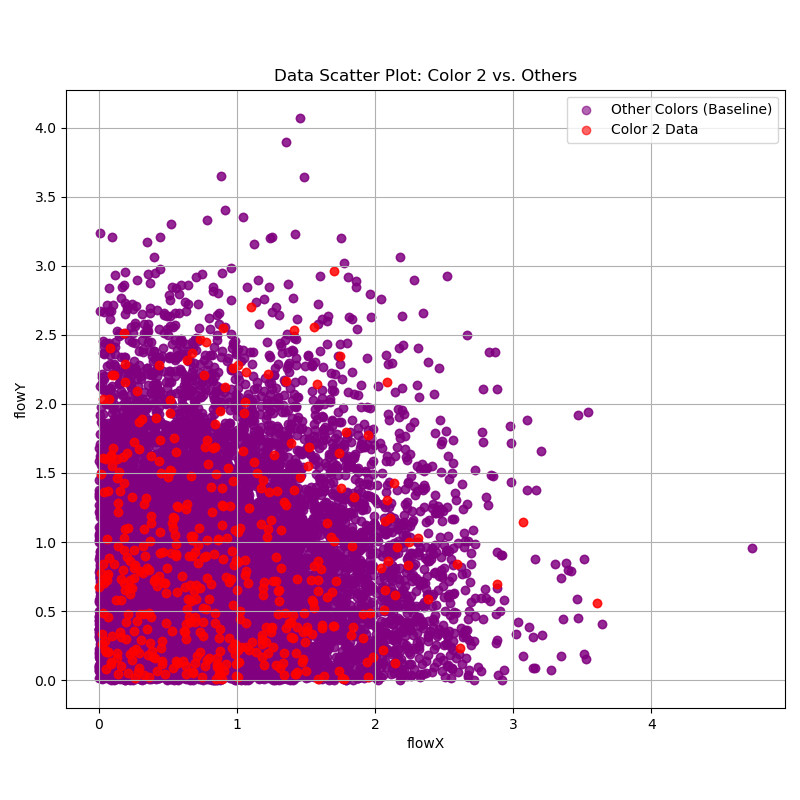 Data Scatter Plot: Color 2 vs. Others
Other Colors (Baseline)
Color 2 Data
flowY
4.0
3.5
3.0
2.5
2.0
1.5
1.0
0.5
0.0
0 1 2 3 4
flowX